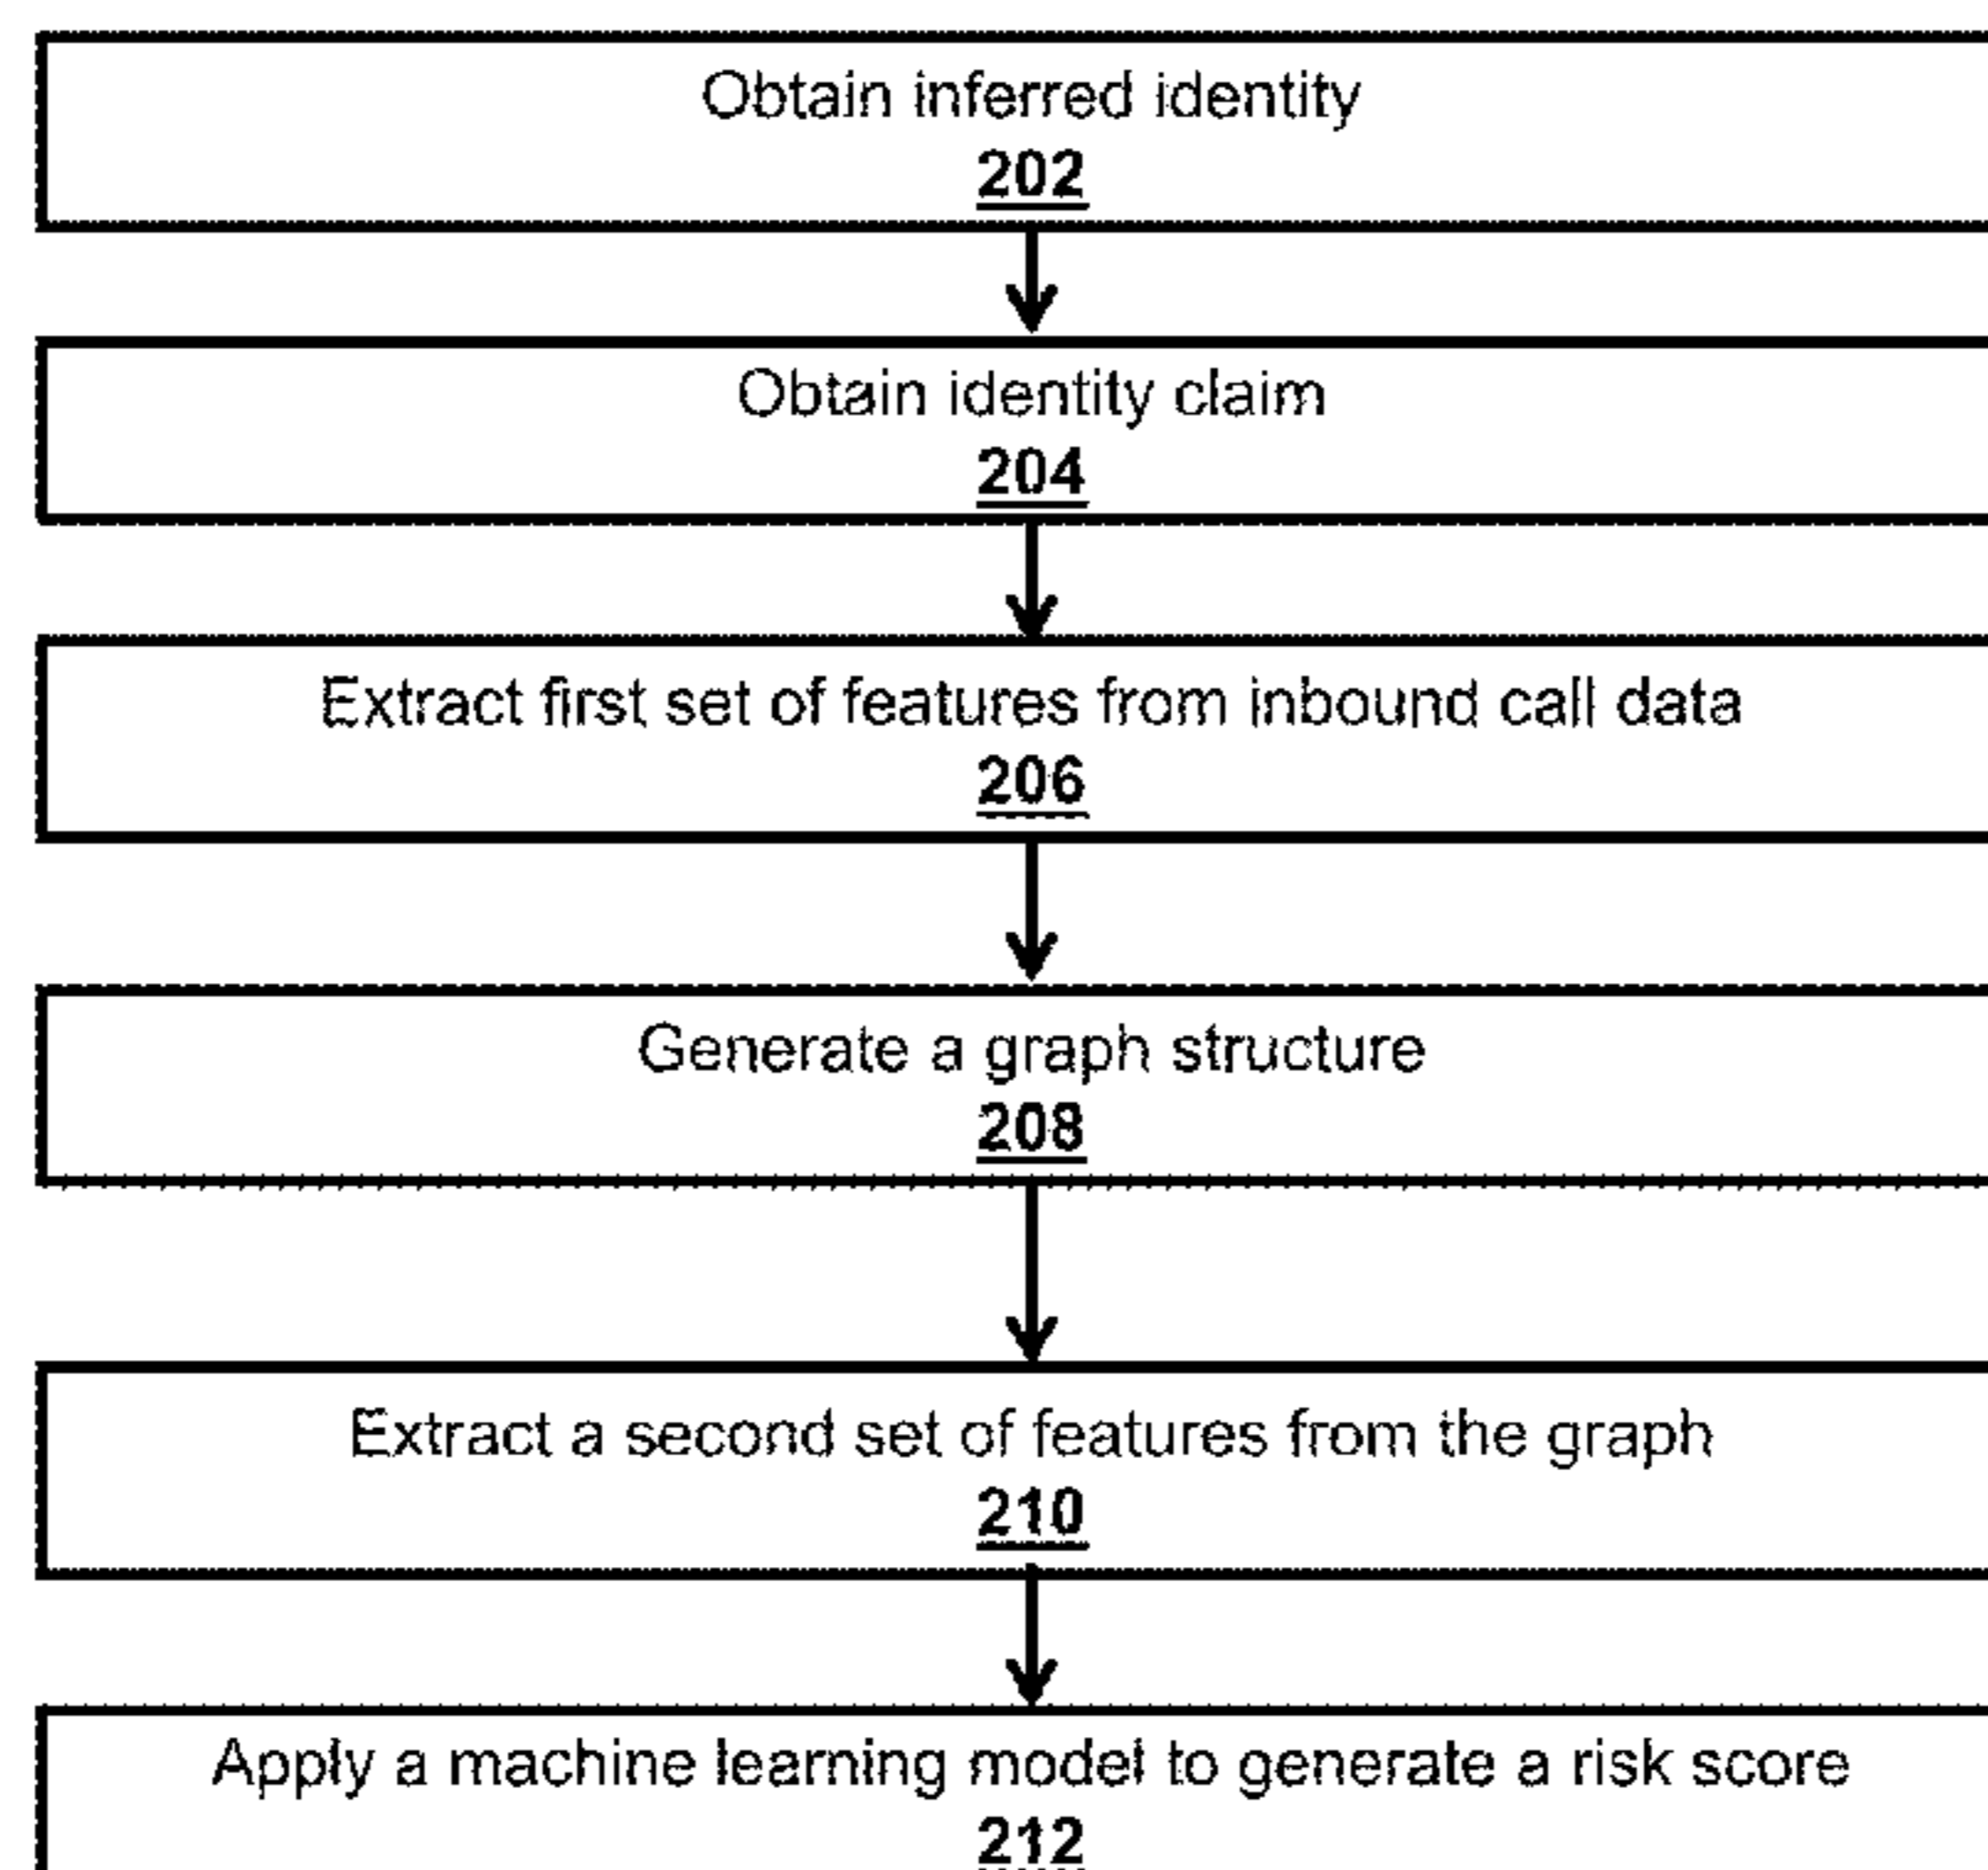 Obtain inferred identity
202
Obtain identity claim
204
Extract first set of features from inbound call data
206
Generate a graph structure
208
Extract a second set of features from the graph
210
Apply a machine learning model to generate a risk score
212